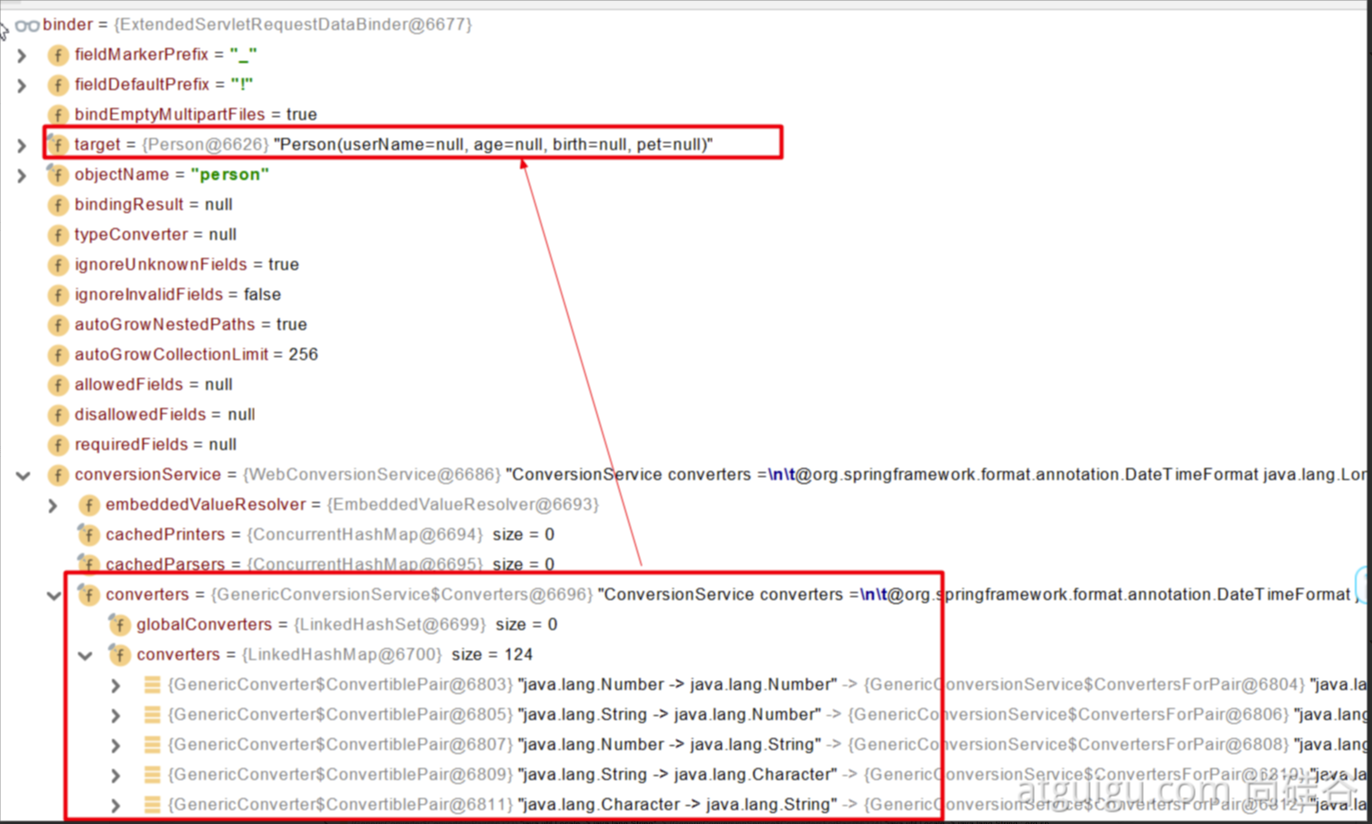 binder = {ExtendedServletRequestDataBinder@6677}
fieldMarkerPrefix = "_"
fieldDefaultPrefix = "!"
bindEmptyMultipartFiles = true
target = {Person@6626} "Person(userName=null, age=null, birth=null, pet=null)"
objectName = "person"
bindingResult = null
typeConverter = null
ignoreUnknownFields = true
ignoreInvalidFields = false
autoGrowNestedPaths = true
autoGrowCollectionLimit = 256
allowedFields = null
disallowedFields = null
requiredFields = null
conversionService = {WebConversionService@6686} "ConversionService converters =\n\t@org.springframework.format.annotation.DateTimeFormat java.lang.Lor
embeddedValueResolver = {EmbeddedValueResolver@6693}
cachedPrinters = {ConcurrentHashMap@6694} size = 0
cachedParsers = {ConcurrentHashMap@6695} size = 0
converters = {GenericConversionService$Converters@6696} "ConversionService converters =\n\t@org.springframework.format.annotation.DateTimeFormat
globalConverters = {LinkedHashSet@6699} size = 0
converters = {LinkedHashMap@6700} size = 124
{GenericConverter$ConvertiblePair@6803} "java.lang.Number -> java.lang.Number" -> {GenericConversionService$ConvertersForPair@6804} "java.la
{GenericConverter$ConvertiblePair@6805} "java.lang.String -> java.lang.Number" -> {GenericConversionService$ConvertersForPair@6806} "java.lang
{GenericConverter$ConvertiblePair@6807} "java.lang.Number -> java.lang.String" -> {GenericConversionService$ConvertersForPair@6808} "java.lang
{GenericConverter$ConvertiblePair@6809} "java.lang.String -> java.lang.Character" -> {GenericConversionService$ConvertersForPair@6810} "java.la
{GenericConverter$ConvertiblePair@6811} "java.lang.Character -> java.lang.String" -> {GenericConversionService$ConvertersForPair@6812} "java.la
atguigu.com 尚硅谷